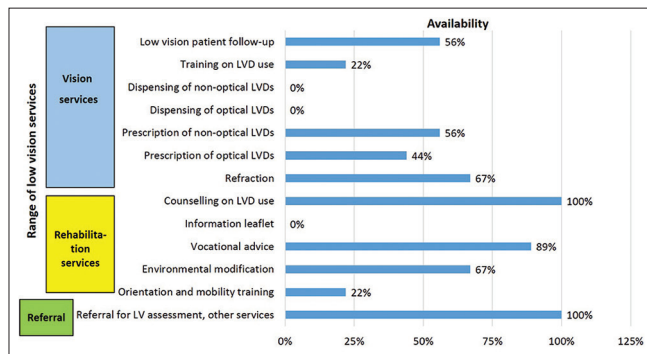 Availability
Range of low vision services
Vision
services
Rehabilita-
tion
services
Referral
Low vision patient follow-up 56%
Training on LVD use 22%
Dispensing of non-optical LVDs 0%
Dispensing of optical LVDs 0%
Prescription of non-optical LVDs 56%
Prescription of optical LVDs 44%
Refraction 67%
Counselling on LVD use 100%
Information leaflet 0%
Vocational advice 89%
Environmental modification 67%
Orientation and mobility training 22%
Referral for LV assessment, other services 100%
0% 25% 50% 75% 100% 125%